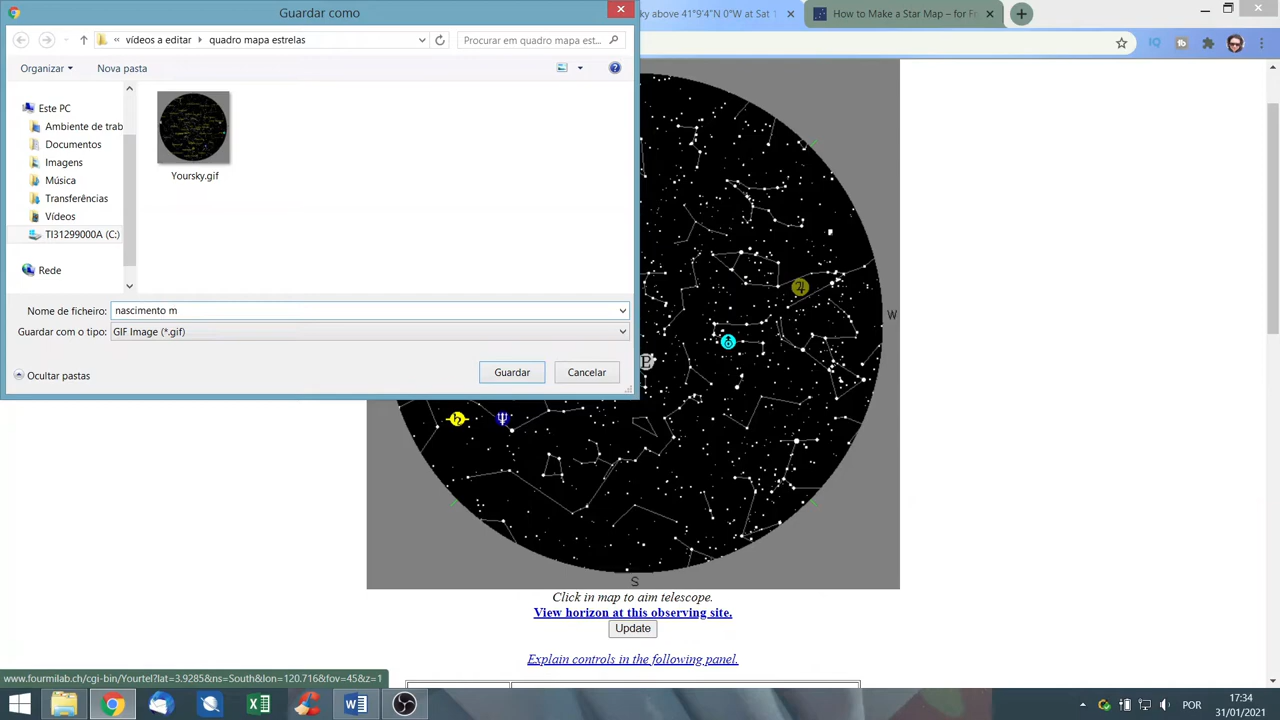 Guardar como
ky above 41°9'4"N 0°W at Sat 1
How to Make a Star Map – for Fr
« vídeos a editar › quadro mapa estrelas
Procurar em quadro mapa est...
Organizar
Nova pasta
Este PC
Ambiente de trab
Documentos
Imagens
Música
Transferências
Vídeos
TI31299000A (C:)
Rede
Yoursky.gif
Nome de ficheiro: nascimento m
Guardar com o tipo: GIF Image (*.gif)
Ocultar pastas
Guardar
Cancelar
W
P
S
Click in map to aim telescope.
View horizon at this observing site.
Update
Explain controls in the following panel.
www.fourmilab.ch/cgi-bin/Yourtel?lat=3.9285&ns=South&lon=120.716&fov=45&z=1
POR
17:34
31/01/2021